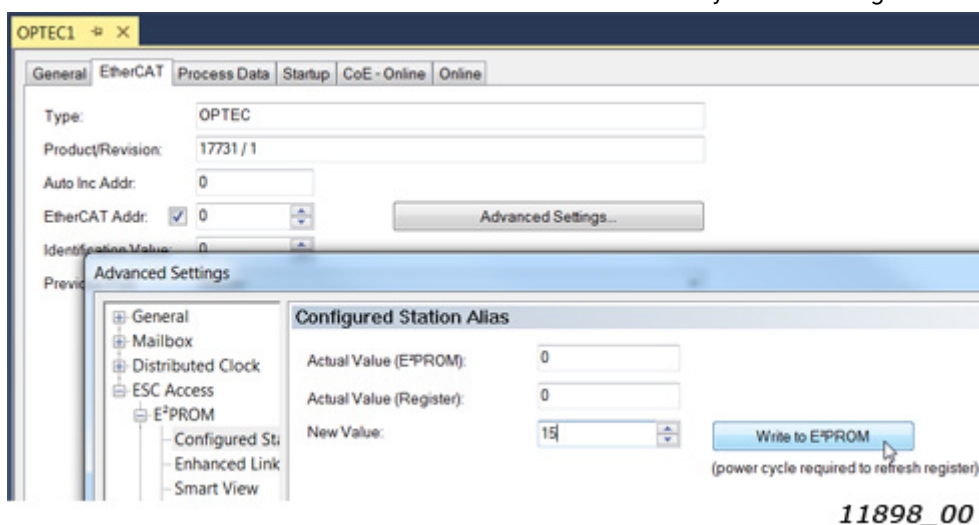 OPTEC1
General EtherCAT Process Data Startup CoE - Online Online
Type: OPTEC
Product/Revision: 17731 / 1
Auto Inc Addr: 0
EtherCAT Addr: 0 Advanced Settings...
Identification Value: 0
Advanced Settings
General
Mailbox
Distributed Clock
ESC Access
E²PROM
Configured Sta
Enhanced Link
Smart View
Configured Station Alias
Actual Value (E²PROM): 0
Actual Value (Register): 0
New Value: 15 Write to E²PROM
(power cycle required to refresh register)
11898_00